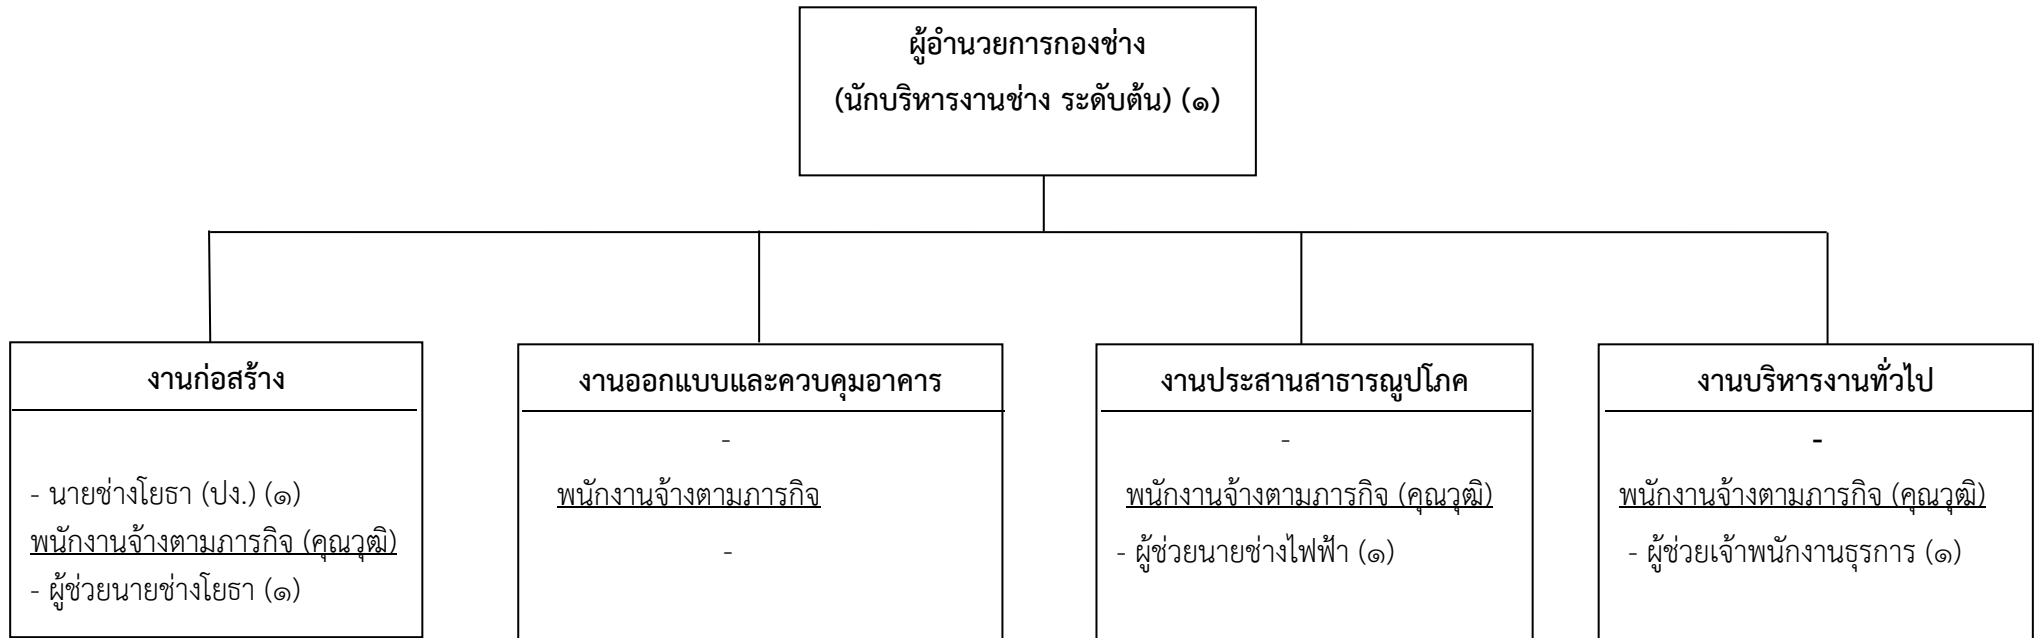 ผู้อำนวยการกองช่าง
(นักบริหารงานช่าง ระดับต้น) (๑)
งานก่อสร้าง
- นายช่างโยธา (ปง.) (๑)
พนักงานจ้างตามภารกิจ (คุณวุฒิ)
- ผู้ช่วยนายช่างโยธา (๑)
งานออกแบบและควบคุมอาคาร
-
พนักงานจ้างตามภารกิจ
-
งานประสานสาธารณูปโภค
-
พนักงานจ้างตามภารกิจ (คุณวุฒิ)
- ผู้ช่วยนายช่างไฟฟ้า (๑)
งานบริหารงานทั่วไป
-
พนักงานจ้างตามภารกิจ (คุณวุฒิ)
- ผู้ช่วยเจ้าพนักงานธุรการ (๑)